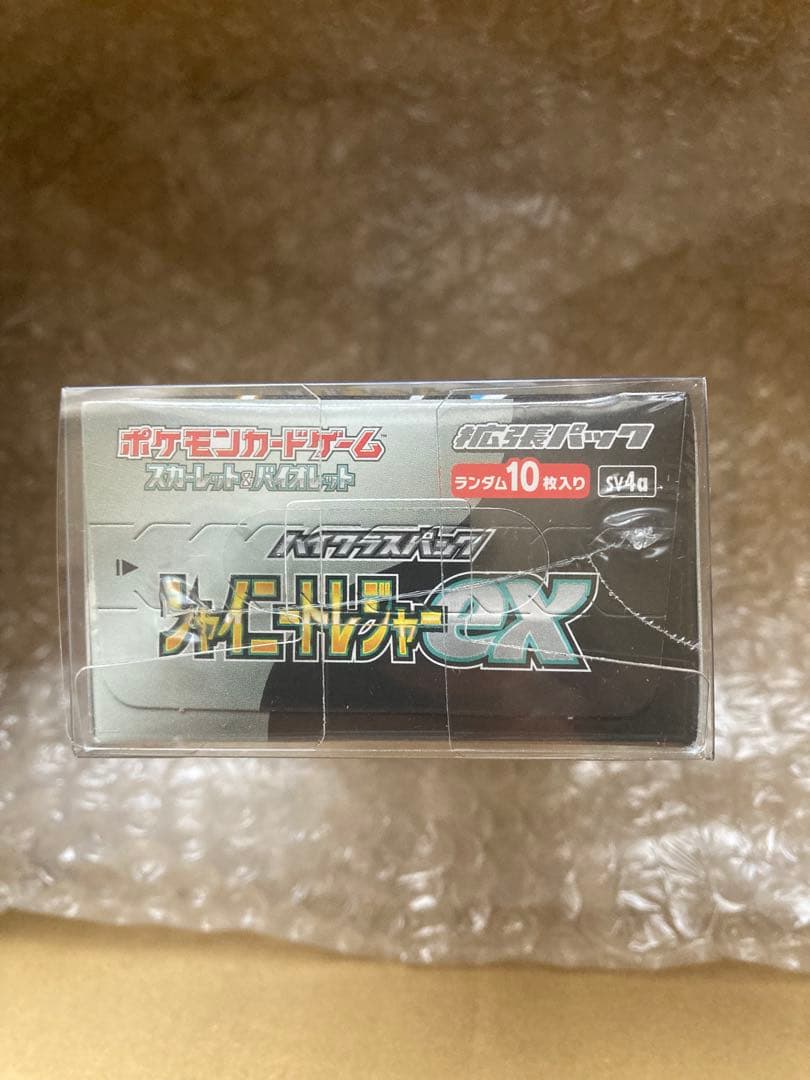 ポケモンカードゲーム™
スカーレット&バイオレット
拡張パック
ランダム10枚入り
sv4a
ハイクラスパック
シャイニートレジャーex